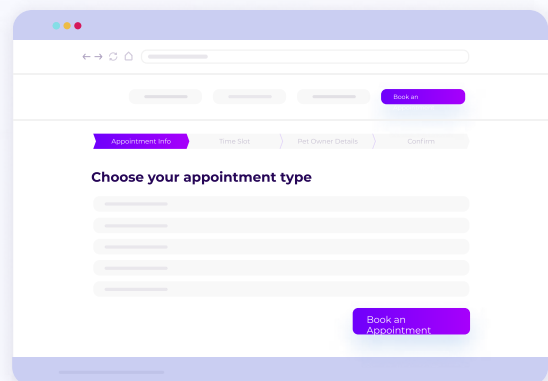 Book an
Appointment Info
Time Slot
Pet Owner Details
Confirm
Choose your appointment type
Book an
Appointment